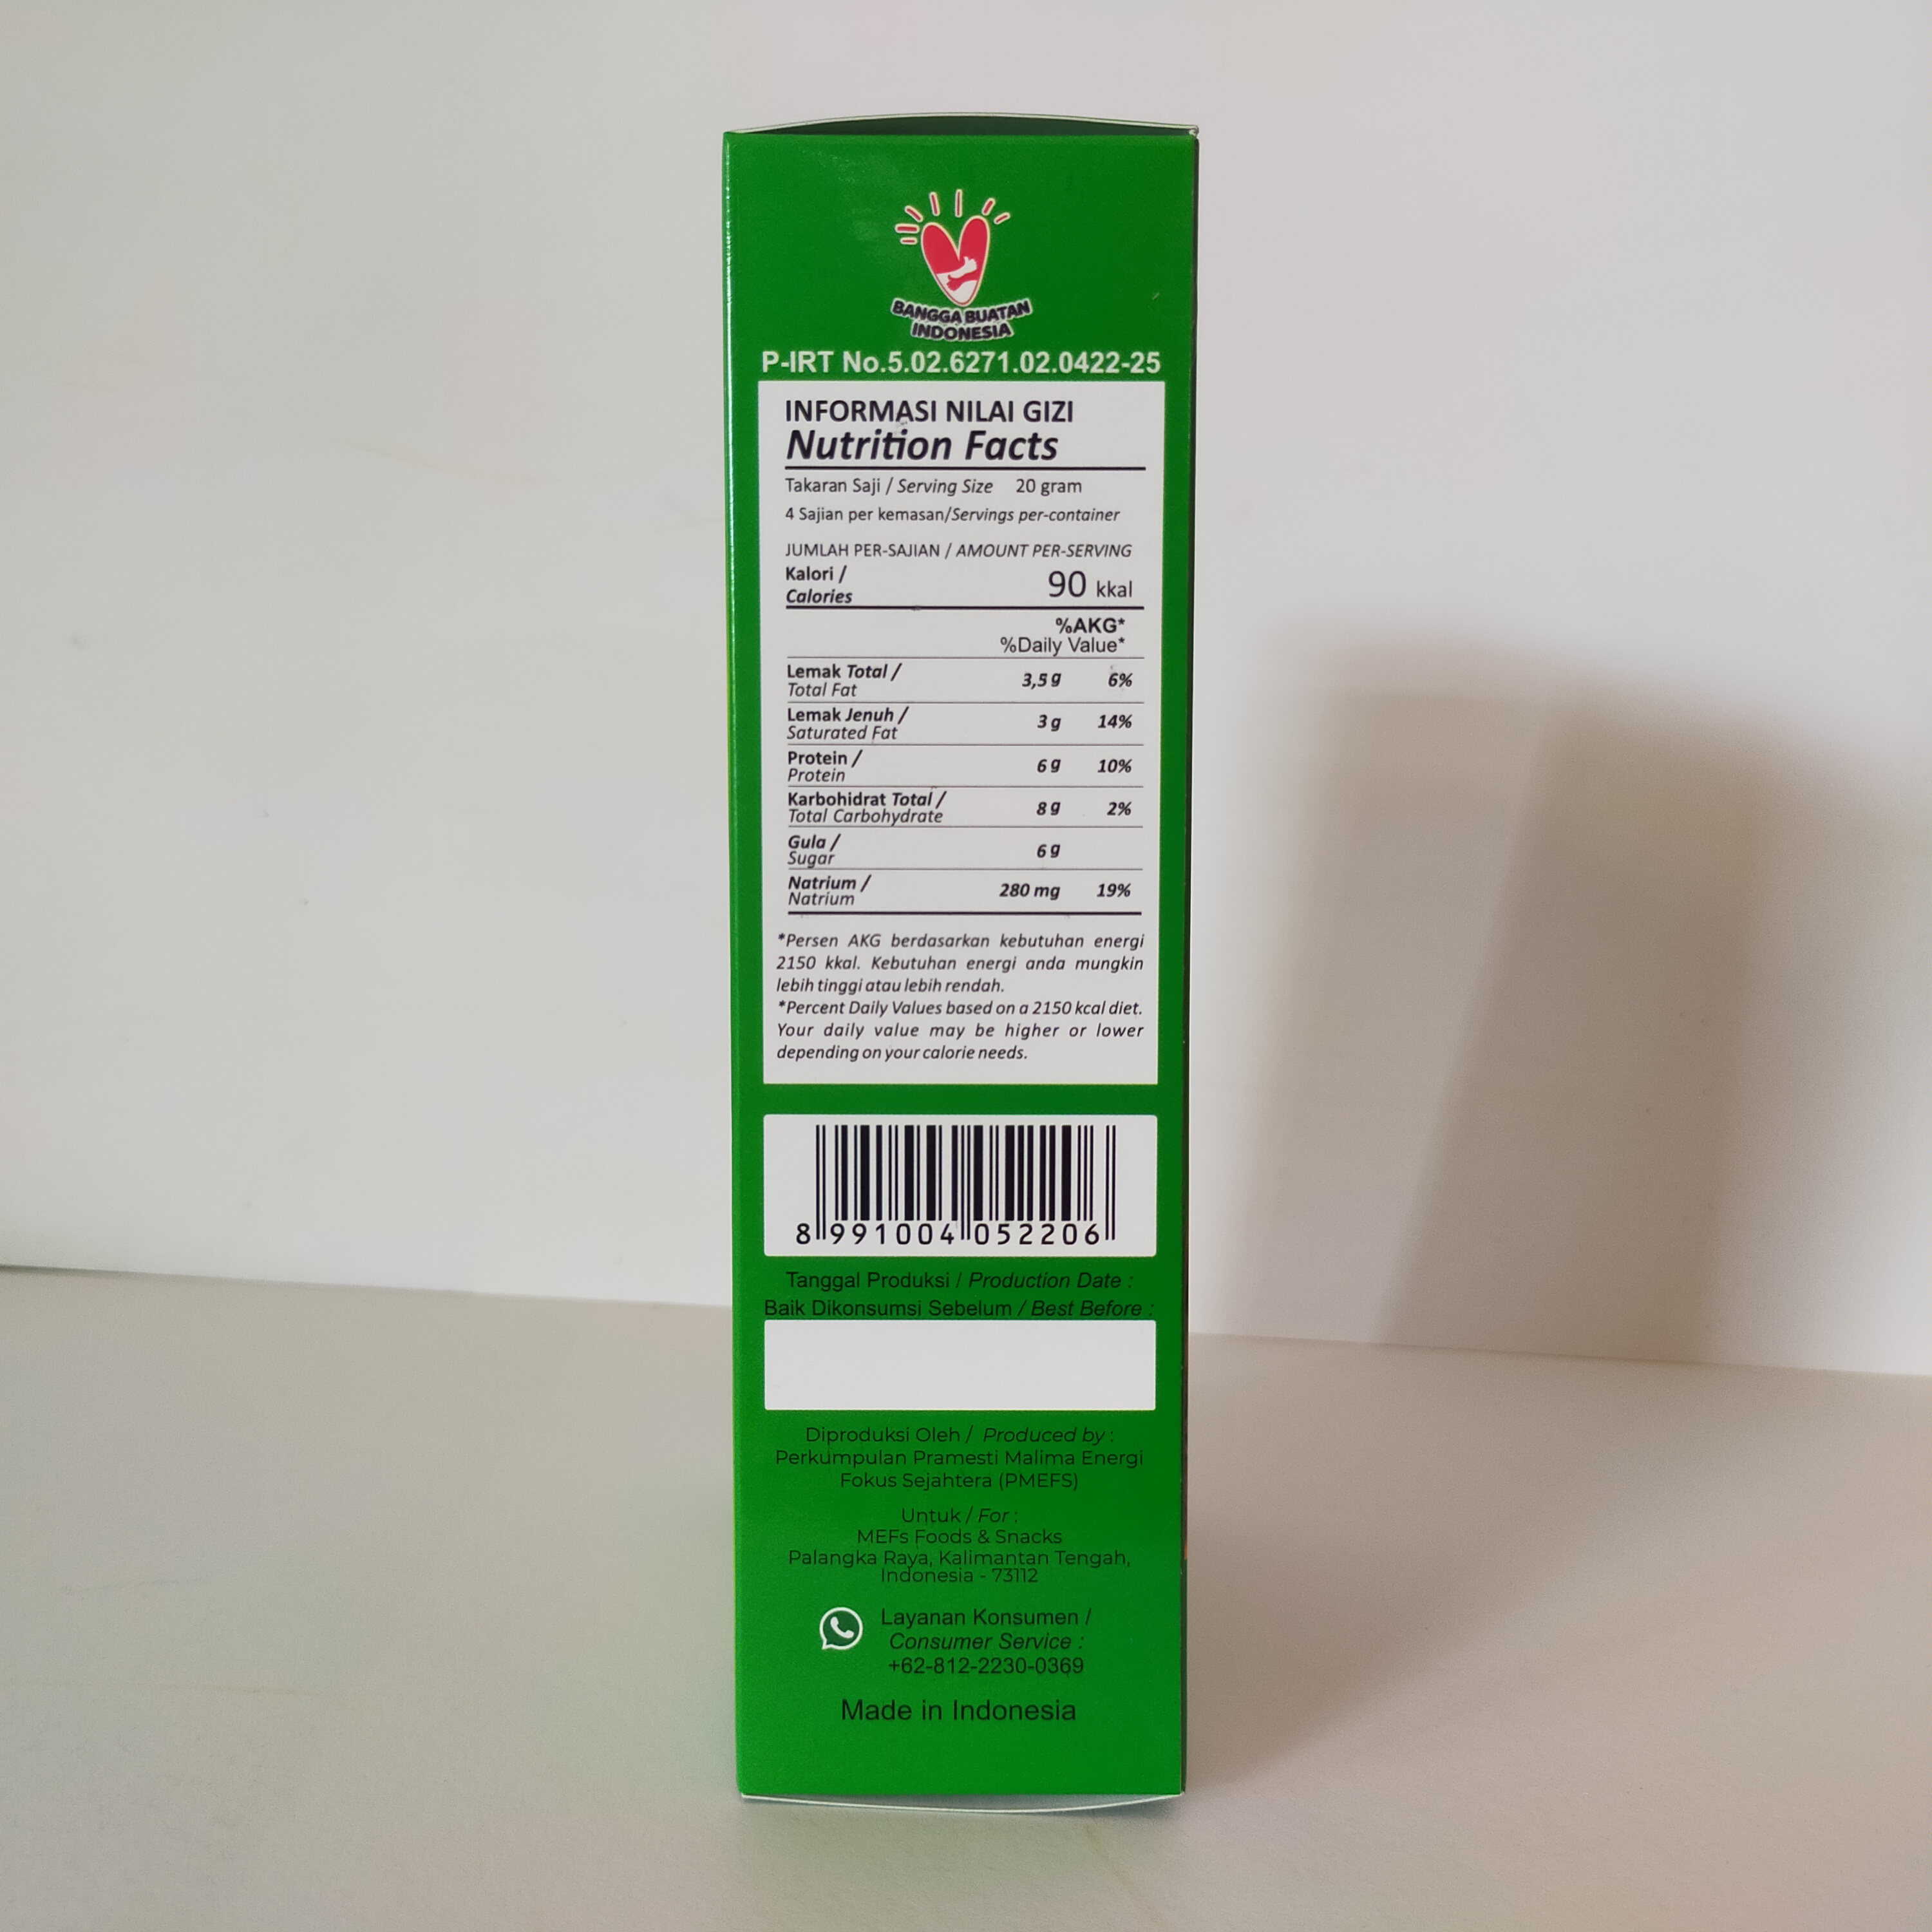 BANGGA BUATAN
INDONESIA
P-IRT No.5.02.6271.02.0422-25
INFORMASI NILAI GIZI
Nutrition Facts
Takaran Saji / Serving Size 20 gram
4 Sajian per kemasan/Servings per-container
JUMLAH PER-SAJIAN / AMOUNT PER-SERVING
Kalori /
Calories 90 kkal
%AKG*
%Daily Value*
Lemak Total /
Total Fat 3,5 g 6%
Lemak Jenuh /
Saturated Fat 3 g 14%
Protein /
Protein 6 g 10%
Karbohidrat Total /
Total Carbohydrate 8 g 2%
Gula /
Sugar 6 g
Natrium /
Natrium 280 mg 19%
*Persen AKG berdasarkan kebutuhan energi
2150 kkal. Kebutuhan energi anda mungkin
lebih tinggi atau lebih rendah.
*Percent Daily Values based on a 2150 kcal diet.
Your daily value may be higher or lower
depending on your calorie needs.
8 991004 052206
Tanggal Produksi / Production Date :
Baik Dikonsumsi Sebelum / Best Before :
Diproduksi Oleh / Produced by :
Perkumpulan Pramesti Malima Energi
Fokus Sejahtera (PMEFS)
Untuk / For :
MEFs Foods & Snacks
Palangka Raya, Kalimantan Tengah,
Indonesia - 73112
Layanan Konsumen /
Consumer Service :
+62-812-2230-0369
Made in Indonesia